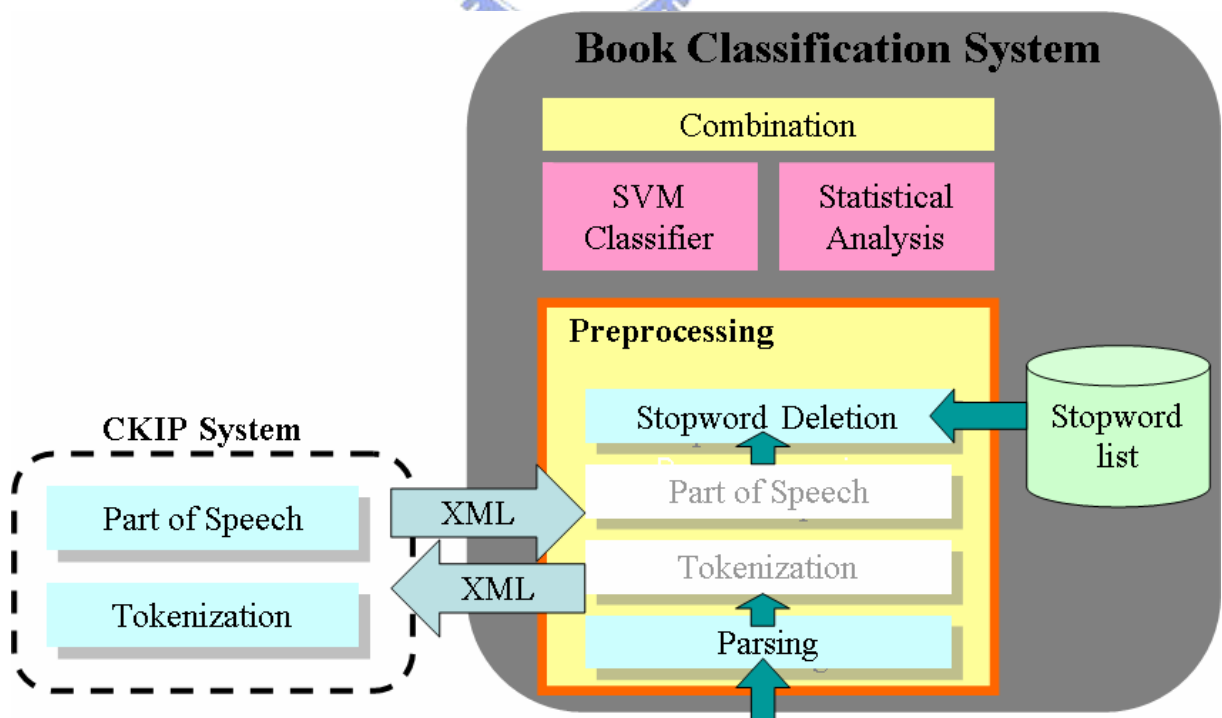 Book Classification System
Combination
SVM
Classifier
Statistical
Analysis
Preprocessing
Stopword Deletion
Stopword
list
CKIP System
Part of Speech
XML
Part of Speech
Tokenization
XML
Tokenization
Parsing